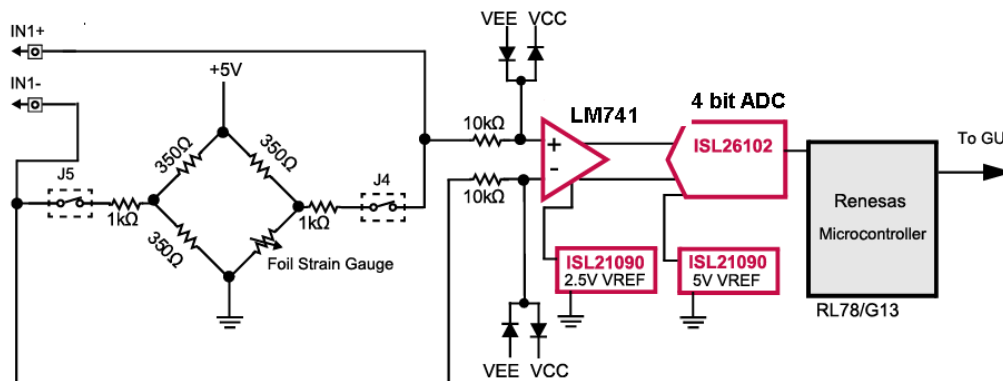 IN1+
IN1-
+5V
350Ω
350Ω
350Ω
J5
1kΩ
J4
1kΩ
Foil Strain Gauge
VEE
VCC
10kΩ
10kΩ
LM741
+
-
VEE
VCC
4 bit ADC
ISL26102
ISL21090
2.5V VREF
ISL21090
5V VREF
Renesas
Microcontroller
RL78/G13
To GU